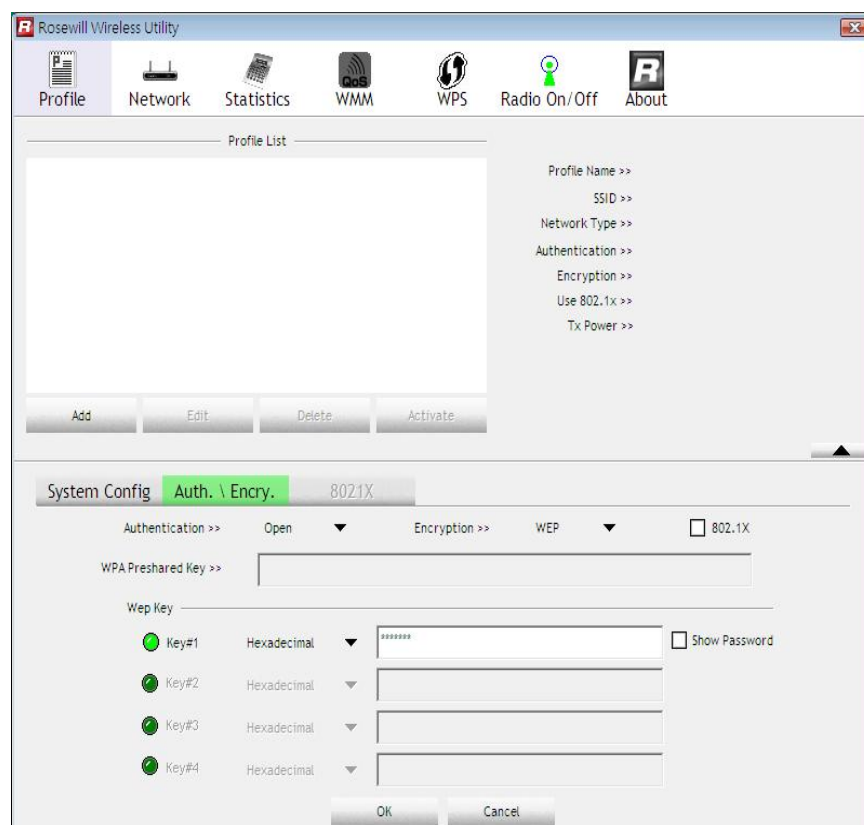 R Rosewill Wireless Utility
Profile Network Statistics QoS WMM WPS Radio On/Off R About
Profile List
Profile Name >>
SSID >>
Network Type >>
Authentication >>
Encryption >>
Use 802.1x >>
Tx Power >>
Add Edit Delete Activate
System Config Auth. \ Encry. 8021X
Authentication >> Open Encryption >> WEP 802.1X
WPA Preshared Key >>
Wep Key
Key#1 Hexadecimal ******* Show Password
Key#2 Hexadecimal
Key#3 Hexadecimal
Key#4 Hexadecimal
OK Cancel